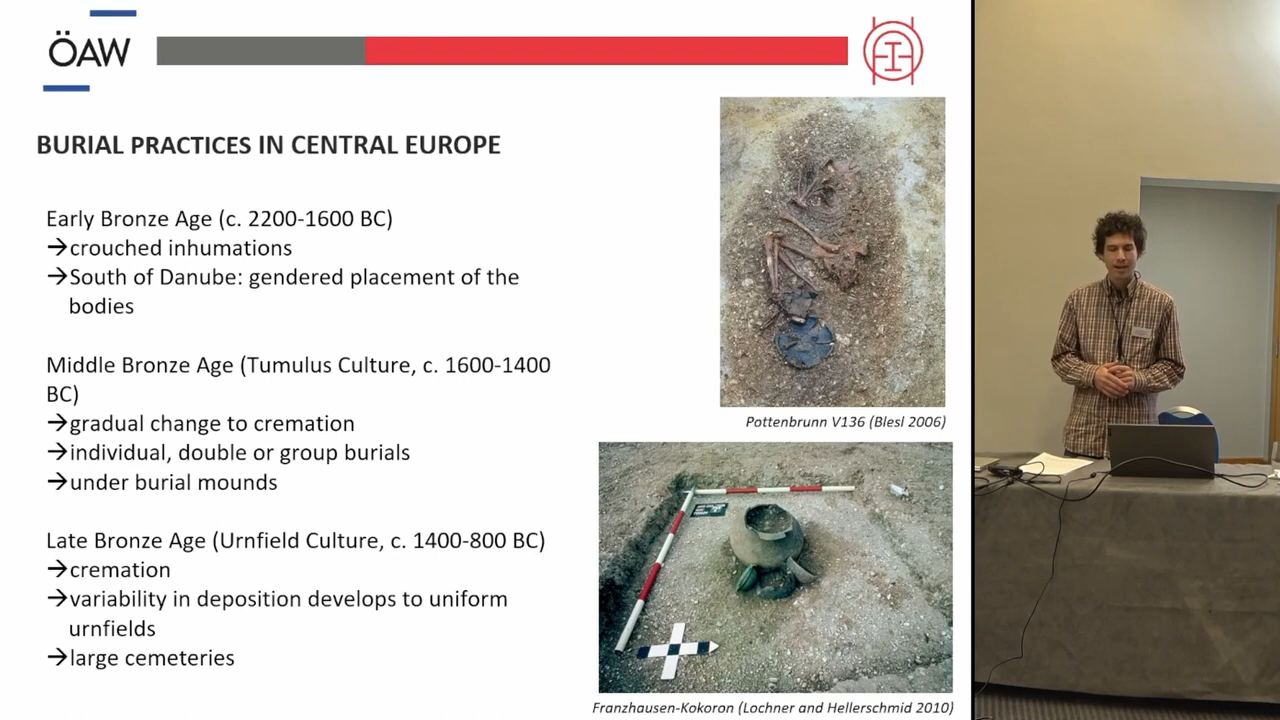 ÖAW
BURIAL PRACTICES IN CENTRAL EUROPE
Early Bronze Age (c. 2200-1600 BC)
→crouched inhumations
→South of Danube: gendered placement of the
bodies
Middle Bronze Age (Tumulus Culture, c. 1600-1400
BC)
→gradual change to cremation
→individual, double or group burials
→under burial mounds
Late Bronze Age (Urnfield Culture, c. 1400-800 BC)
→cremation
→variability in deposition develops to uniform
urnfields
→large cemeteries
Pottenbrunn V136 (Blesl 2006)
Franzhausen-Kokoron (Lochner and Hellerschmid 2010)